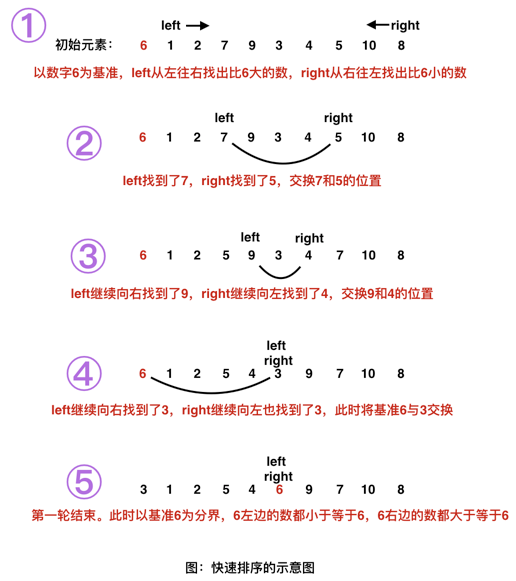 ①
left right
初始元素： 6 1 2 7 9 3 4 5 10 8
以数字6为基准，left从左往右找出比6大的数，right从右往左找出比6小的数
left right
② 6 1 2 7 9 3 4 5 10 8
left找到了7，right找到了5，交换7和5的位置
left right
③ 6 1 2 5 9 3 4 7 10 8
left继续向右找到了9，right继续向左找到了4，交换9和4的位置
left
right
④ 6 1 2 5 4 3 9 7 10 8
left继续向右找到了3，right继续向左也找到了3，此时将基准6与3交换
left
right
⑤ 3 1 2 5 4 6 9 7 10 8
第一轮结束。此时以基准6为分界，6左边的数都小于等于6，6右边的数都大于等于6
图：快速排序的示意图